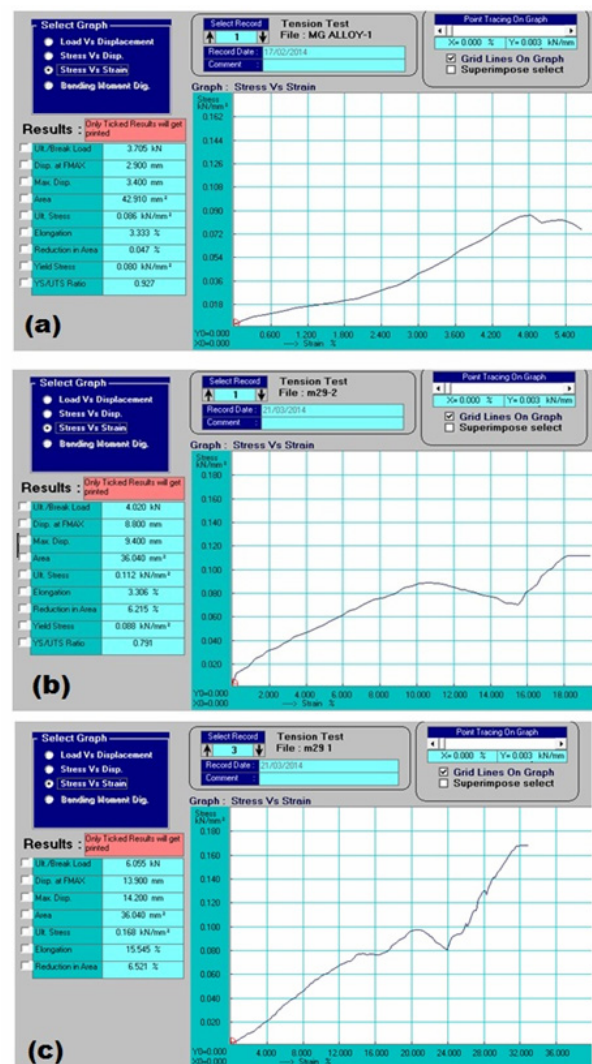 Select Graph
Load Vs Displacement
Stress Vs Disp.
Stress Vs Strain
Bending Moment Dig.
Select Record
1
Tension Test
File : MG ALLOY-1
Record Date : 17/02/2014
Comment :
Point Tracing On Graph
X= 0.000 % Y= 0.003 kN/mm²
Grid Lines On Graph
Superimpose select
Results : Only Ticked Results will get printed
Ult./Break Load 3.705 kN
Disp. at FMAX 2.900 mm
Max. Disp. 3.400 mm
Area 42.910 mm²
Ult. Stress 0.086 kN/mm²
Elongation 3.333 %
Reduction in Area 0.047 %
Yield Stress 0.080 kN/mm²
YS/UTS Ratio 0.927
(a)
Graph : Stress Vs Strain
Stress
kN/mm²
0.162
0.144
0.126
0.108
0.090
0.072
0.054
0.036
0.018
Y0=0.000
X0=0.000
0.600 1.200 1.800 2.400 3.000 3.600 4.200 4.800 5.400
---> Strain %
Select Graph
Load Vs Displacement
Stress Vs Disp.
Stress Vs Strain
Bending Moment Dig.
Select Record
1
Tension Test
File : m29-2
Record Date : 21/03/2014
Comment :
Point Tracing On Graph
X= 0.000 % Y= 0.003 kN/mm²
Grid Lines On Graph
Superimpose select
Results : Only Ticked Results will get printed
Ult./Break Load 4.020 kN
Disp. at FMAX 8.800 mm
Max. Disp. 9.400 mm
Area 36.040 mm²
Ult. Stress 0.112 kN/mm²
Elongation 3.306 %
Reduction in Area 6.215 %
Yield Stress 0.088 kN/mm²
YS/UTS Ratio 0.791
(b)
Graph : Stress Vs Strain
Stress
kN/mm²
0.180
0.160
0.140
0.120
0.100
0.080
0.060
0.040
0.020
Y0=0.000
X0=0.000
2.000 4.000 6.000 8.000 10.000 12.000 14.000 16.000 18.000
---> Strain %
Select Graph
Load Vs Displacement
Stress Vs Disp.
Stress Vs Strain
Bending Moment Dig.
Select Record
3
Tension Test
File : m29 1
Record Date : 21/03/2014
Comment :
Point Tracing On Graph
X= 0.000 % Y= 0.003 kN/mm²
Grid Lines On Graph
Superimpose select
Results : Only Ticked Results will get printed
Ult./Break Load 6.055 kN
Disp. at FMAX 13.900 mm
Max. Disp. 14.200 mm
Area 36.040 mm²
Ult. Stress 0.168 kN/mm²
Elongation 15.545 %
Reduction in Area 6.521 %
(c)
Graph : Stress Vs Strain
Stress
kN/mm²
0.180
0.160
0.140
0.120
0.100
0.080
0.060
0.040
0.020
Y0=0.000
X0=0.000
4.000 8.000 12.000 16.000 20.000 24.000 28.000 32.000 36.000
---> Strain %